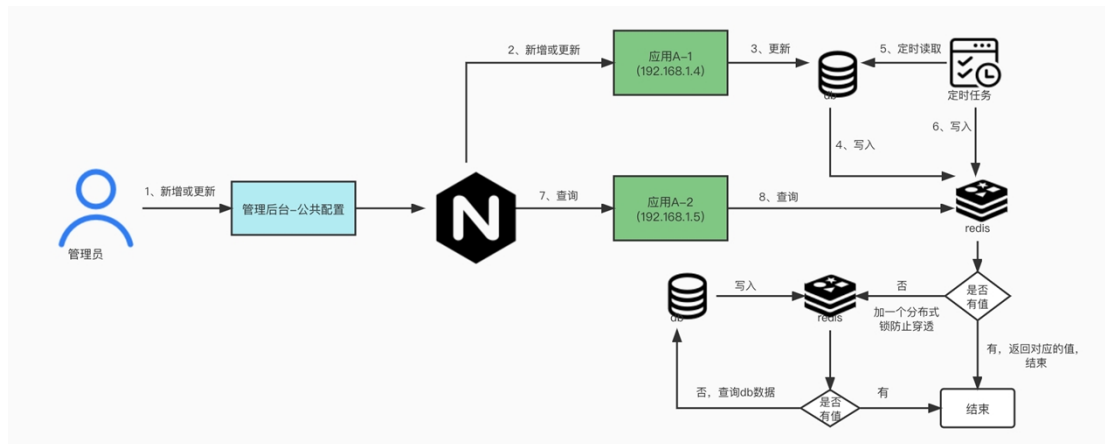 2、新增或更新
应用A-1
(192.168.1.4)
3、更新
db
5、定时读取
定时任务
4、写入
6、写入
1、新增或更新
管理后台-公共配置
管理员
N
7、查询
应用A-2
(192.168.1.5)
8、查询
redis
db
写入
redis
否
加一个分布式
锁防止穿透
是否
有值
有，返回对应的值，
结束
否，查询db数据
是否
有值
有
结束